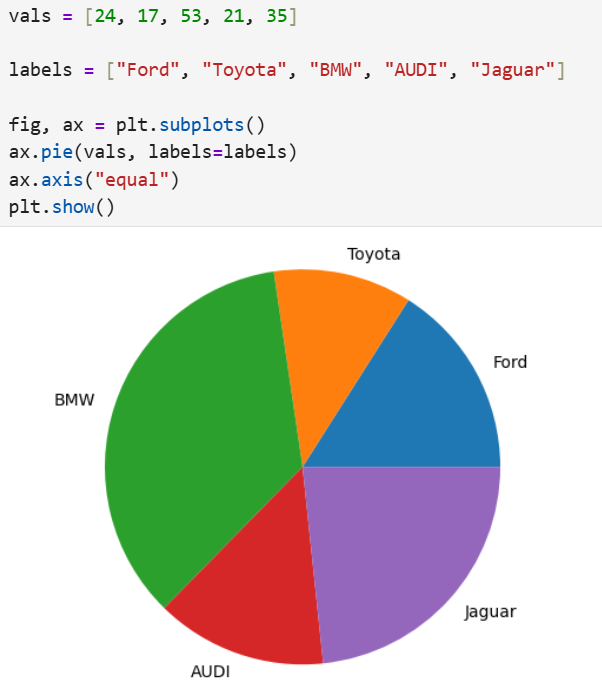 vals = [24, 17, 53, 21, 35]
labels = ["Ford", "Toyota", "BMW", "AUDI", "Jaguar"]
fig, ax = plt.subplots()
ax.pie(vals, labels=labels)
ax.axis("equal")
plt.show()
Toyota
Ford
BMW
Jaguar
AUDI